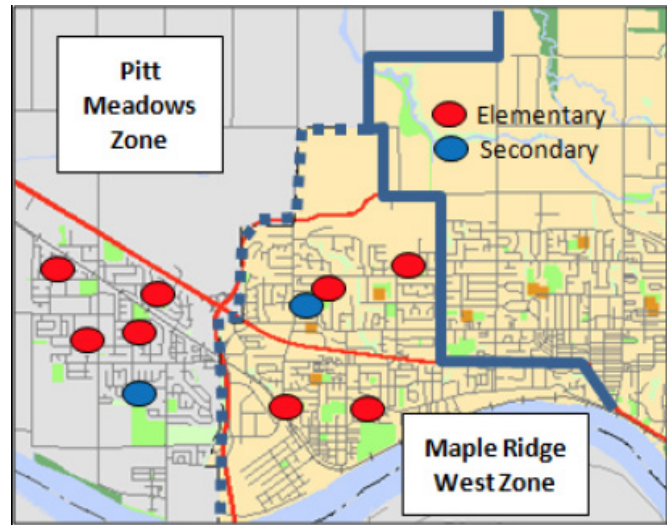 Pitt
Meadows
Zone
Elementary
Secondary
Maple Ridge
West Zone